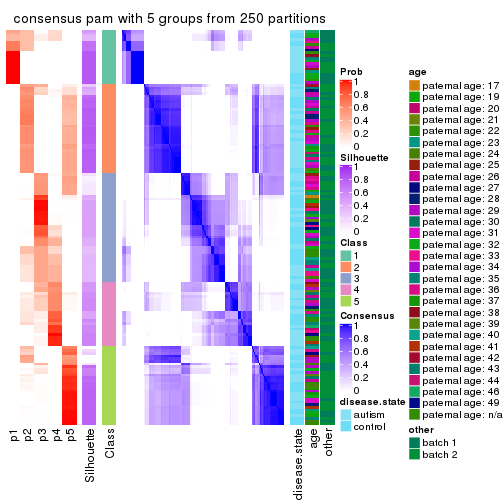 consensus pam with 5 groups from 250 partitions
Prob
1
0.8
0.6
0.4
0.2
0
Silhouette
1
0.8
0.6
0.4
0.2
0
Class
1
2
3
4
5
Consensus
1
0.8
0.6
0.4
0.2
0
disease.state
autism
control
age
paternal age: 17
paternal age: 19
paternal age: 20
paternal age: 21
paternal age: 22
paternal age: 23
paternal age: 24
paternal age: 25
paternal age: 26
paternal age: 27
paternal age: 28
paternal age: 29
paternal age: 30
paternal age: 31
paternal age: 32
paternal age: 33
paternal age: 34
paternal age: 35
paternal age: 36
paternal age: 37
paternal age: 38
paternal age: 39
paternal age: 40
paternal age: 41
paternal age: 42
paternal age: 43
paternal age: 44
paternal age: 46
paternal age: 49
paternal age: n/a
other
batch 1
batch 2
p1
p2
p3
p4
p5
Silhouette
Class
disease.state
age
other